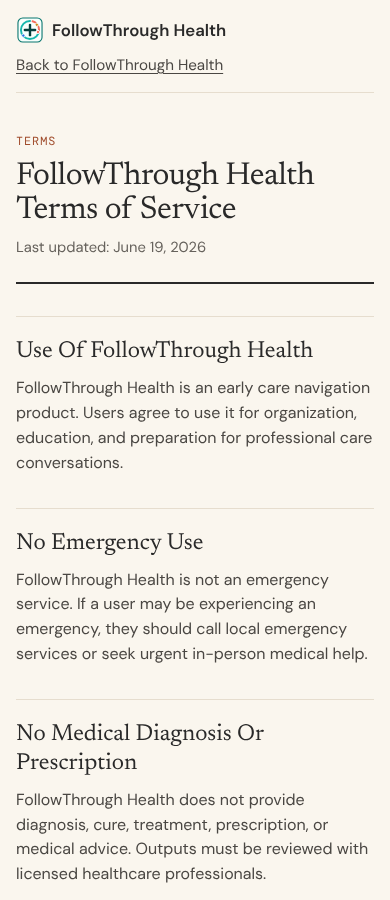 FollowThrough Health
Back to FollowThrough Health
TERMS
FollowThrough Health
Terms of Service
Last updated: June 19, 2026
Use Of FollowThrough Health
FollowThrough Health is an early care navigation
product. Users agree to use it for organization,
education, and preparation for professional care
conversations.
No Emergency Use
FollowThrough Health is not an emergency
service. If a user may be experiencing an
emergency, they should call local emergency
services or seek urgent in-person medical help.
No Medical Diagnosis Or
Prescription
FollowThrough Health does not provide
diagnosis, cure, treatment, prescription, or
medical advice. Outputs must be reviewed with
licensed healthcare professionals.